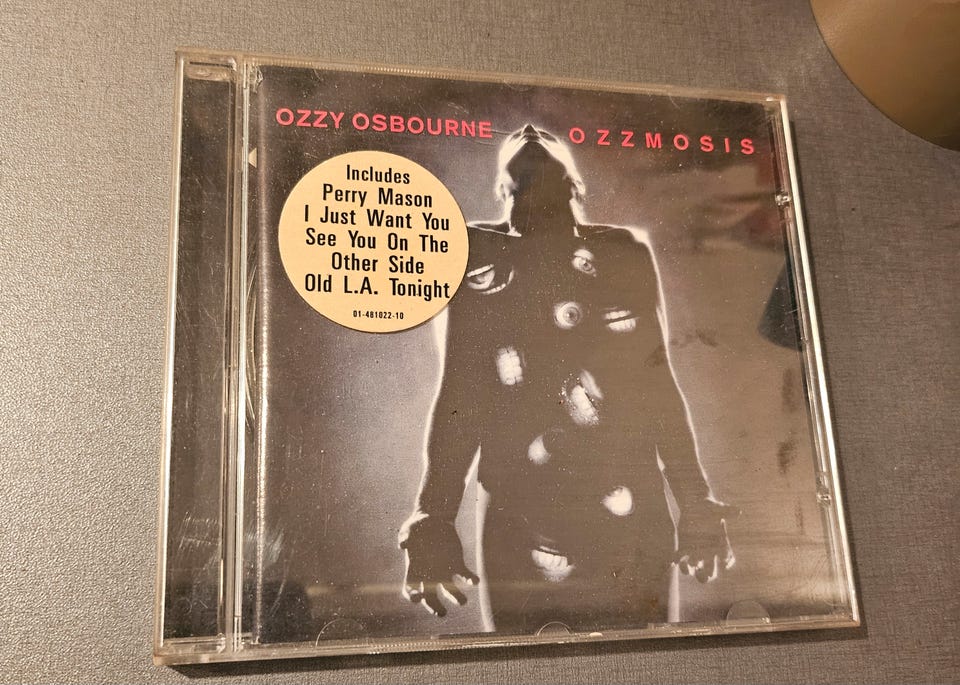 OZZY OSBOURNE
OZZMOSIS
Includes
Perry Mason
I Just Want You
See You On The
Other Side
Old L.A. Tonight
01-481022-10